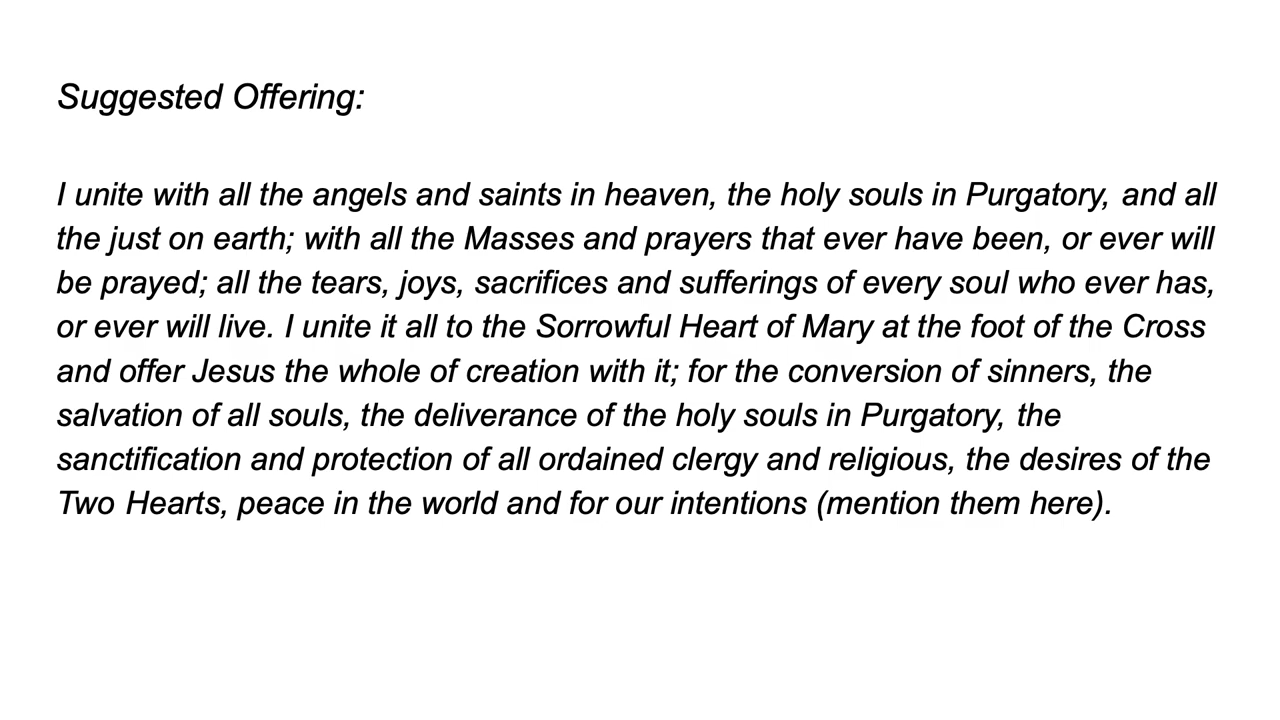 Suggested Offering:
I unite with all the angels and saints in heaven, the holy souls in Purgatory, and all
the just on earth; with all the Masses and prayers that ever have been, or ever will
be prayed; all the tears, joys, sacrifices and sufferings of every soul who ever has,
or ever will live. I unite it all to the Sorrowful Heart of Mary at the foot of the Cross
and offer Jesus the whole of creation with it; for the conversion of sinners, the
salvation of all souls, the deliverance of the holy souls in Purgatory, the
sanctification and protection of all ordained clergy and religious, the desires of the
Two Hearts, peace in the world and for our intentions (mention them here).